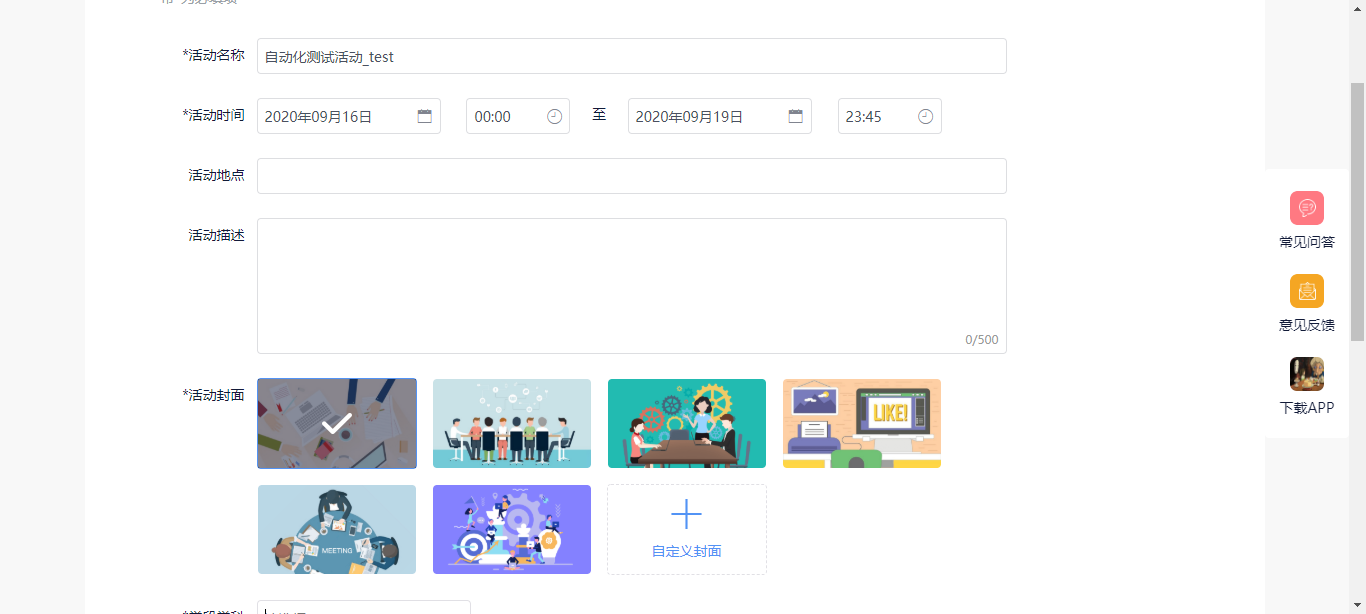 *活动名称 自动化测试活动_test
*活动时间 2020年09月16日 00:00 至 2020年09月19日 23:45
活动地点
活动描述
0/500
*活动封面
LIKE!
MEETING
自定义封面
常见问答
意见反馈
下载APP